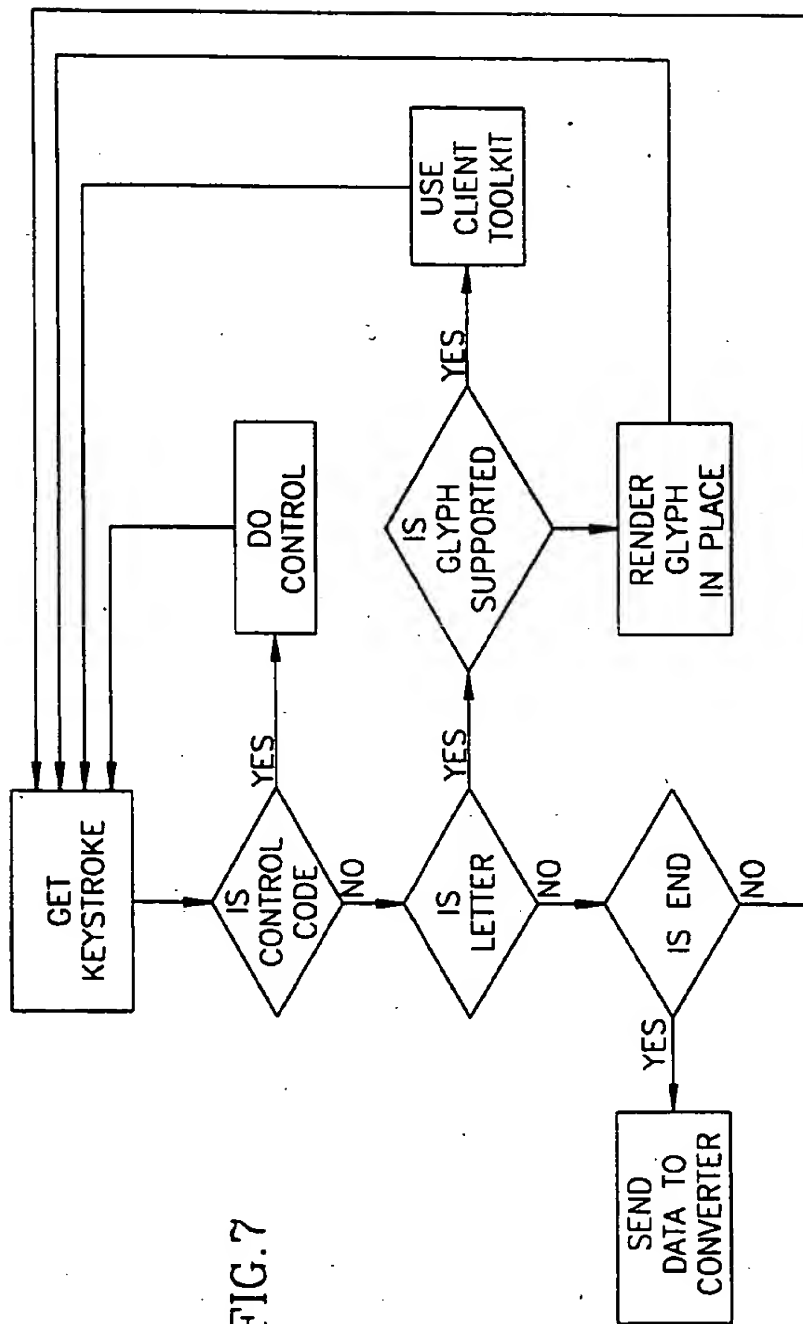 GET
KEYSTROKE
IS
CONTROL
CODE
YES
DO
CONTROL
NO
IS
LETTER
YES
IS
GLYPH
SUPPORTED
YES
USE
CLIENT
TOOLKIT
RENDER
GLYPH
IN PLACE
NO
IS END
YES
SEND
DATA TO
CONVERTER
NO
FIG.7